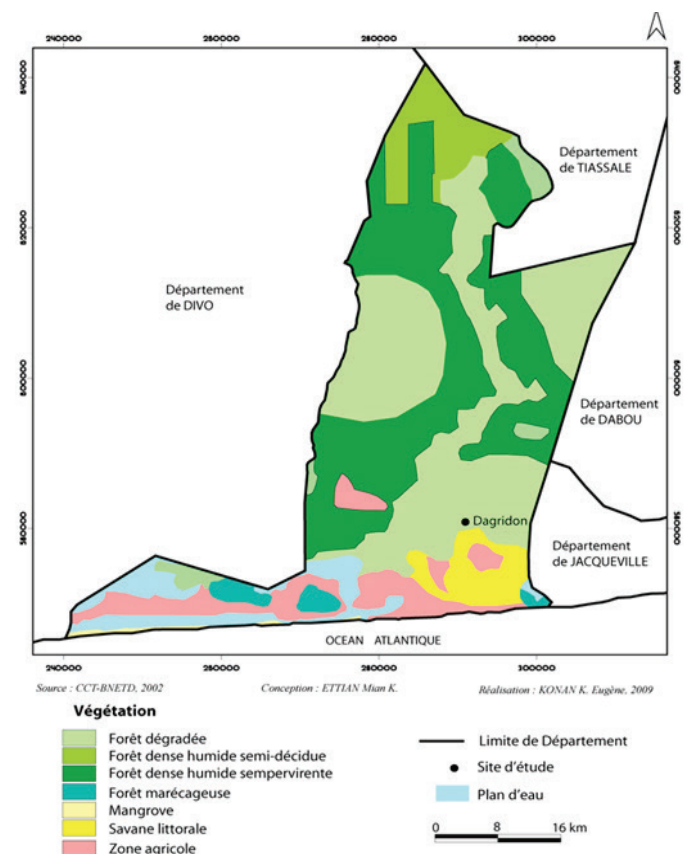 240000 260000 280000 300000
640000 640000
Département
de TIASSALE
Département
de DIVO
Département
de DABOU
Dagridon
Département
de JACQUEVILLE
OCEAN ATLANTIQUE
240000 260000 280000 300000
Source : CCT-BNETD, 2002 Conception : ETTIAN Mian K. Réalisation : KONAN K. Eugène, 2009
Végétation
Forêt dégradée
Forêt dense humide semi-décidue
Forêt dense humide sempervirente
Forêt marécageuse
Mangrove
Savane littorale
Zone agricole
Limite de Département
Site d'étude
Plan d'eau
0 8 16 km